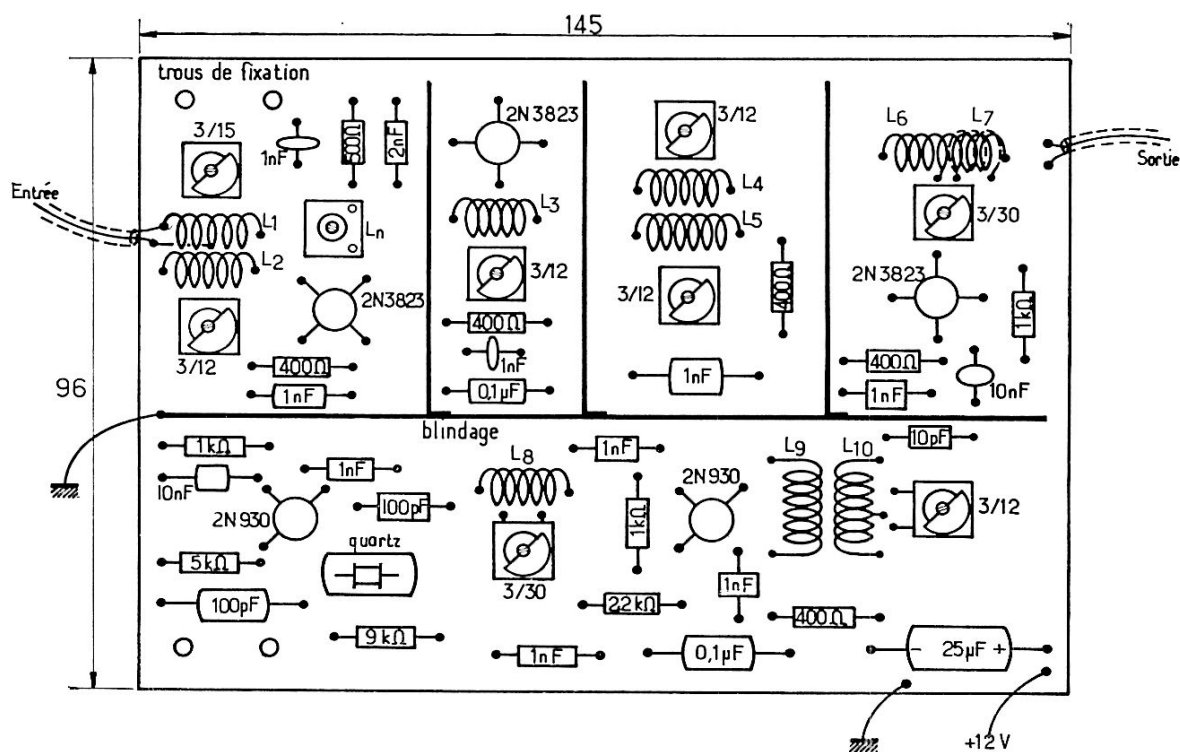 145
96
trous de fixation
3/15
1nF
500Ω
2nF
2N3823
3/12
L6
L7
Sortie
Entrée
L1
Ln
L2
L3
L4
L5
3/30
2N3823
3/12
3/12
400Ω
2N3823
1kΩ
3/12
400Ω
1nF
400Ω
1nF
0,1µF
1nF
400Ω
1nF
10nF
blindage
1kΩ
10nF
1nF
100pF
2N930
L8
1nF
1kΩ
2N930
L9
L10
10pF
3/12
5kΩ
quartz
3/30
1nF
100pF
9kΩ
2,2kΩ
400Ω
1nF
0,1µF
- 25µF +
+12V